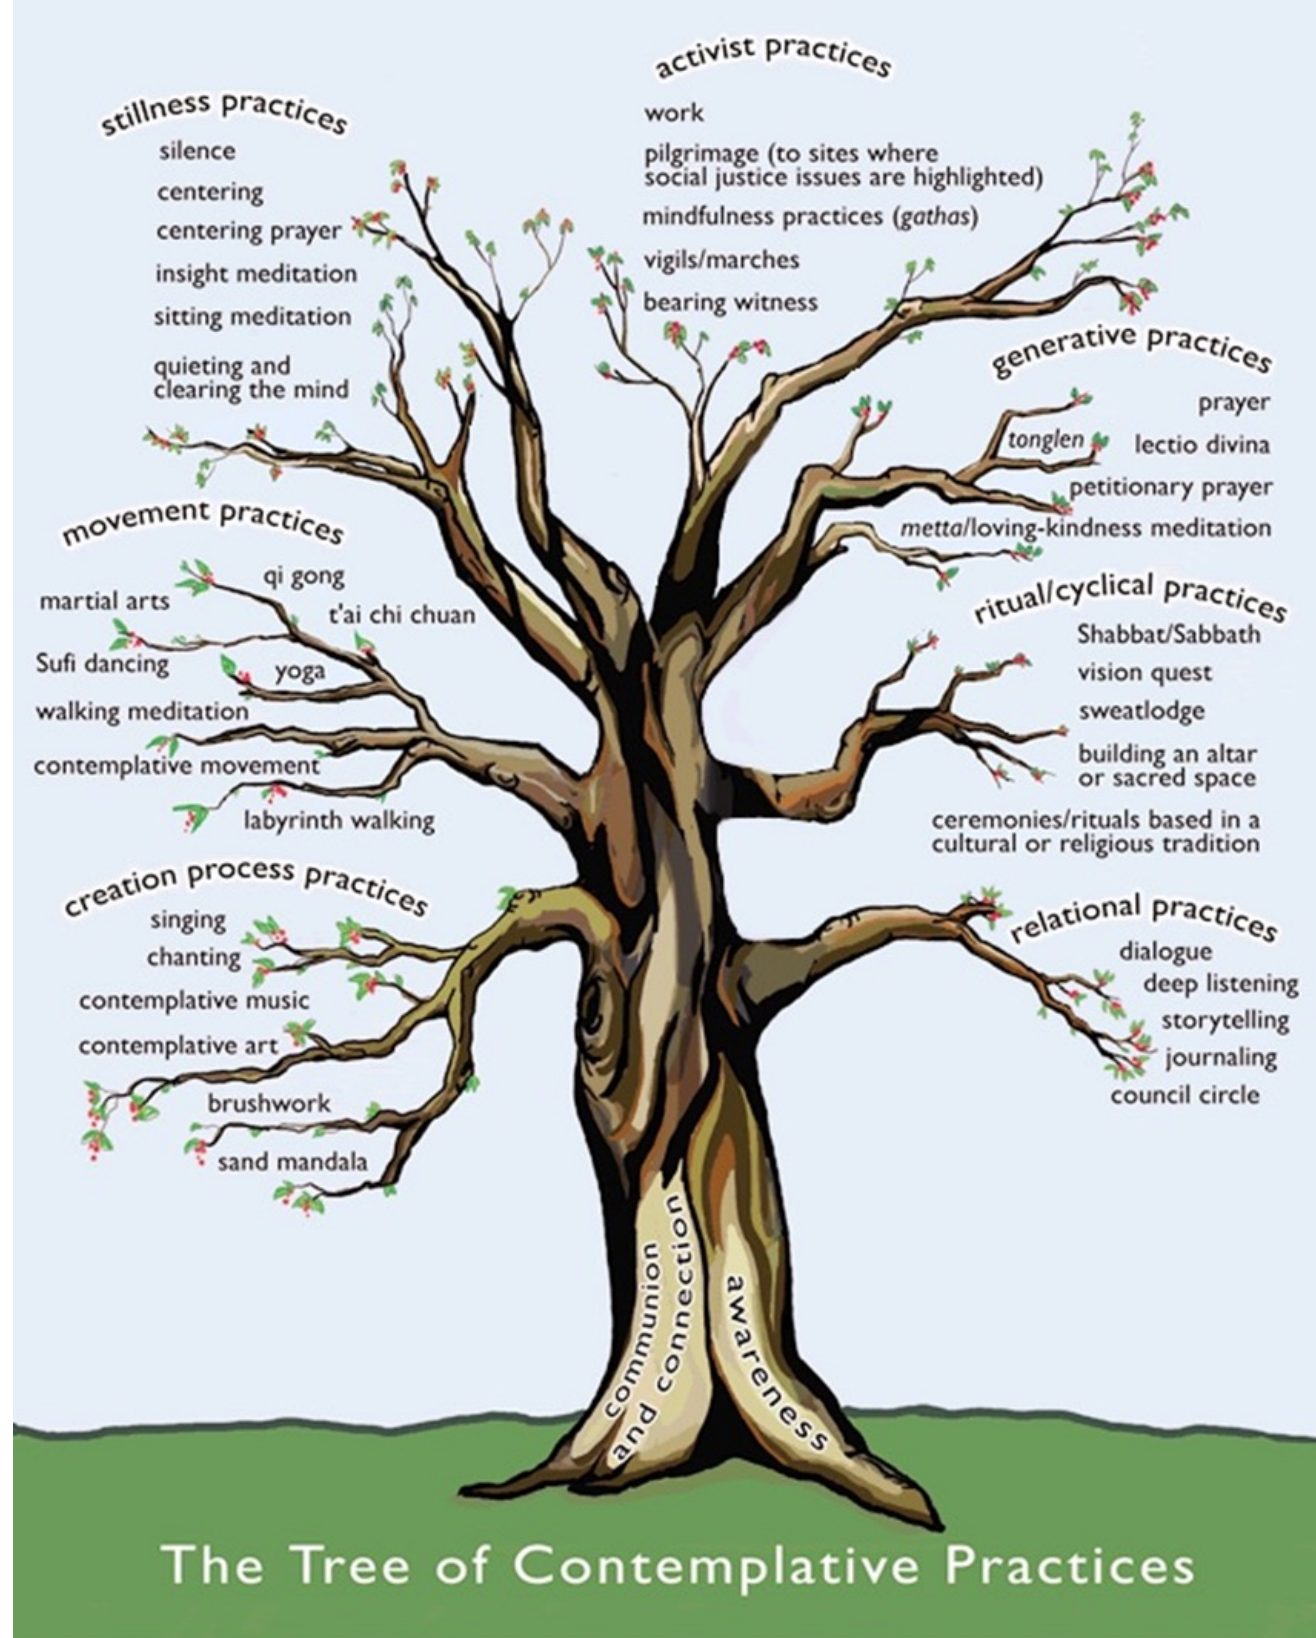 activist practices
work
pilgrimage (to sites where
social justice issues are highlighted)
mindfulness practices (gathas)
vigils/marches
bearing witness
stillness practices
silence
centering
centering prayer
insight meditation
sitting meditation
quieting and
clearing the mind
generative practices
prayer
tonglen
lectio divina
petitionary prayer
metta/loving-kindness meditation
movement practices
qi gong
martial arts
t'ai chi chuan
Sufi dancing
yoga
walking meditation
contemplative movement
labyrinth walking
ritual/cyclical practices
Shabbat/Sabbath
vision quest
sweatlodge
building an altar
or sacred space
ceremonies/rituals based in a
cultural or religious tradition
creation process practices
singing
chanting
contemplative music
contemplative art
brushwork
sand mandala
relational practices
dialogue
deep listening
storytelling
journaling
council circle
communion
and connection
awareness
The Tree of Contemplative Practices